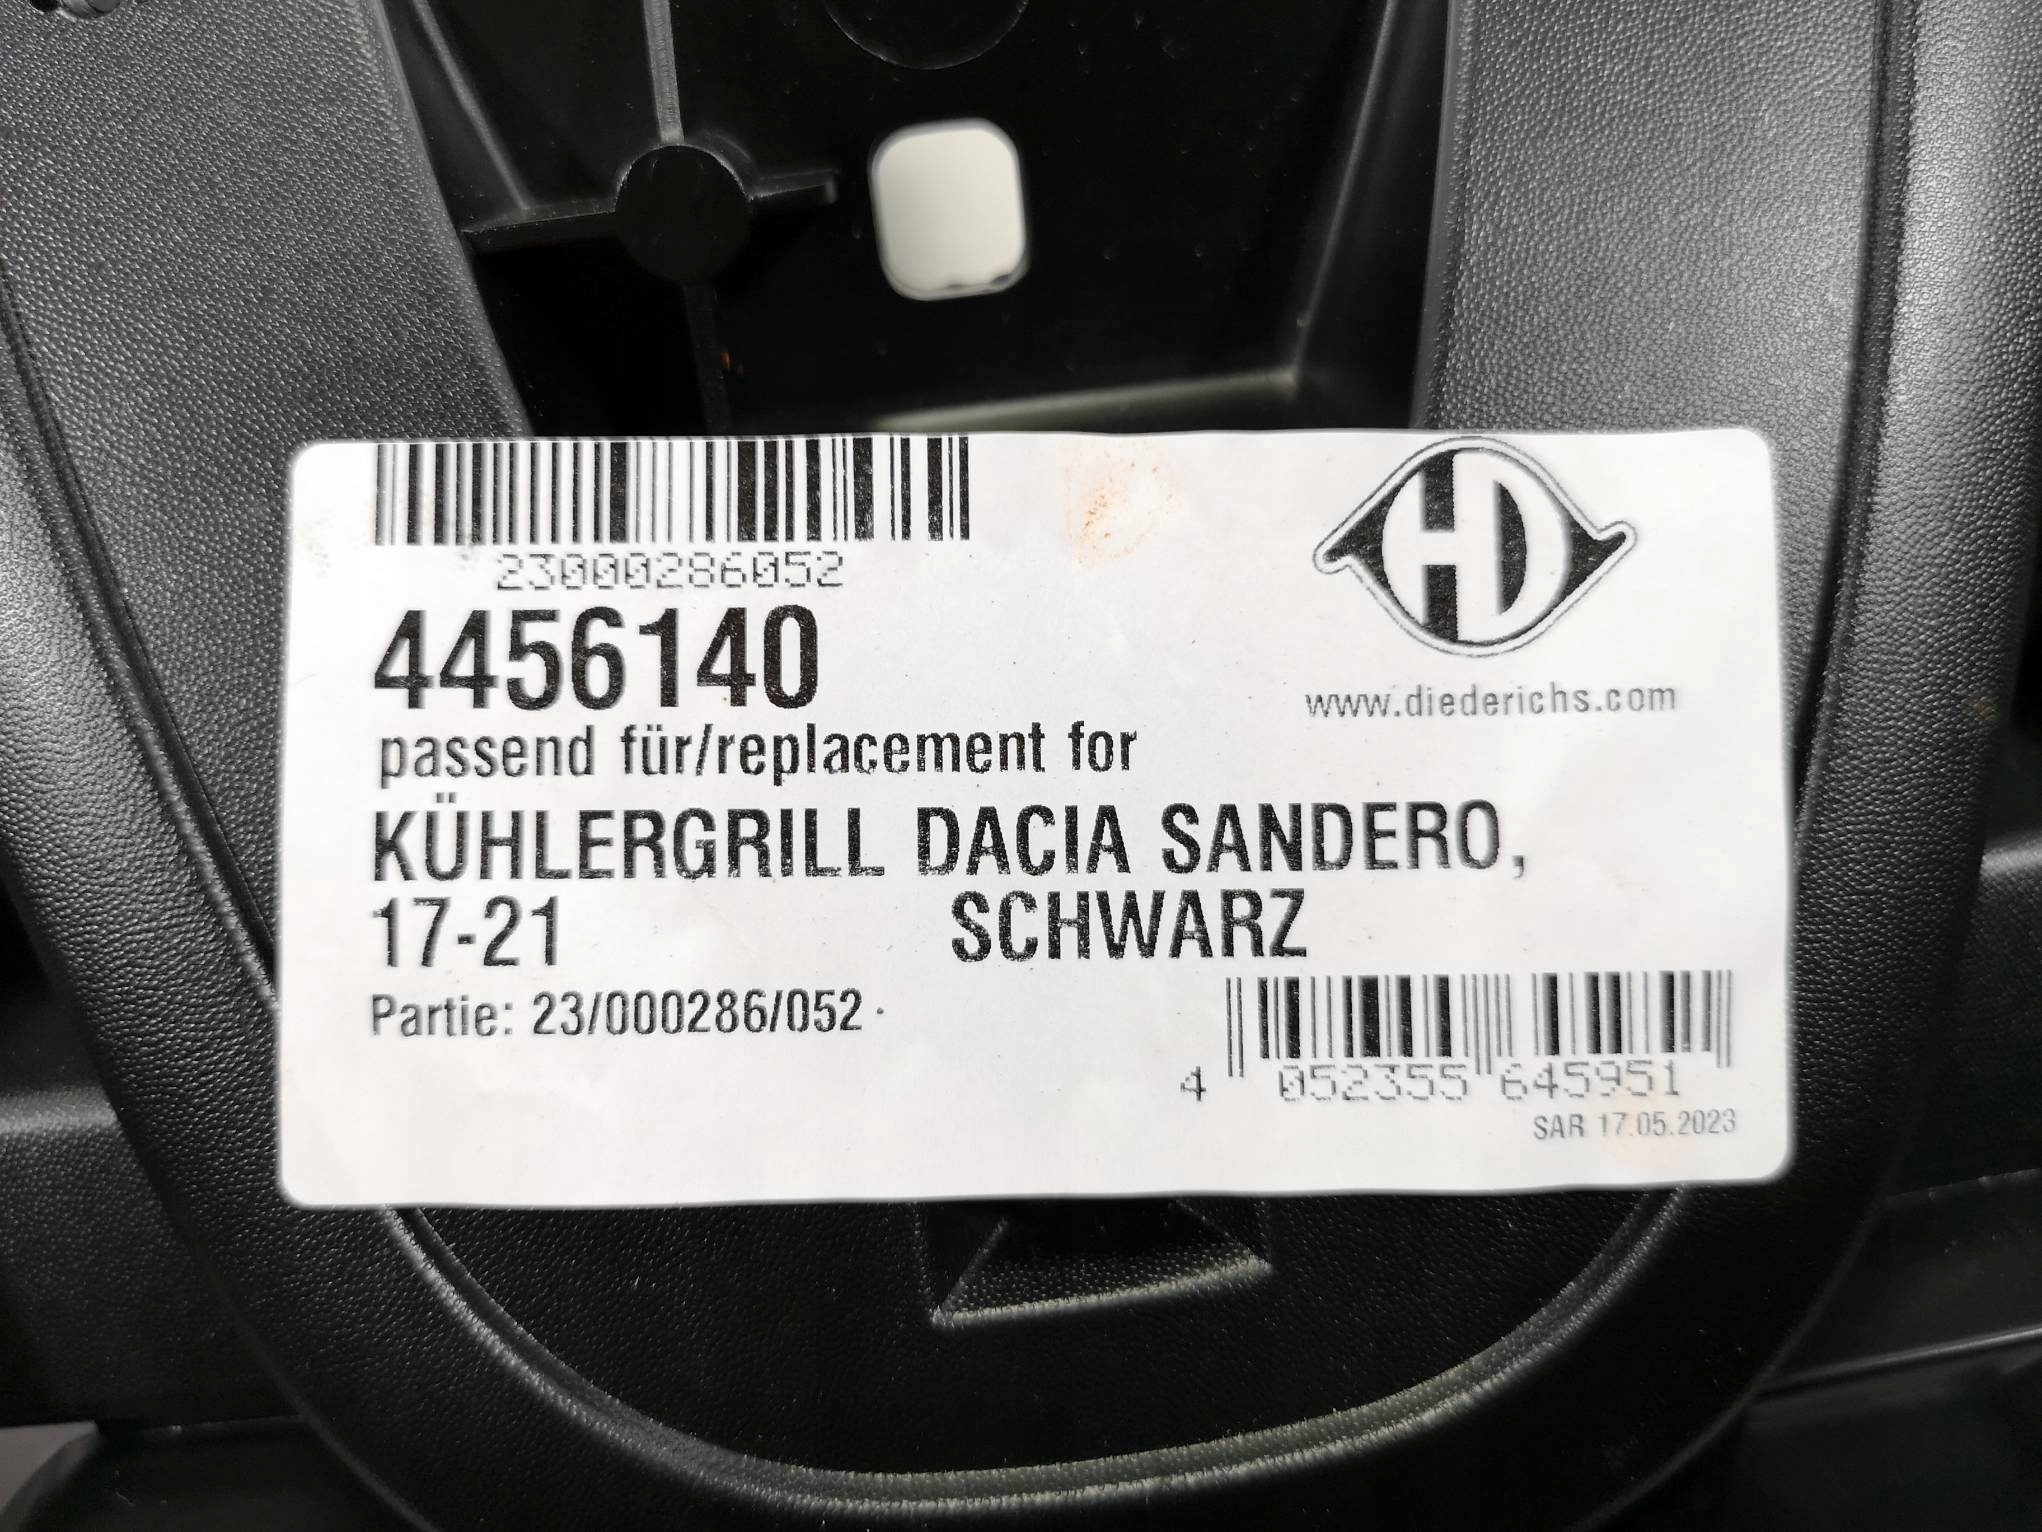 23000286052
HD
4456140
www.diederichs.com
passend für/replacement for
KÜHLERGRILL DACIA SANDERO,
17-21 SCHWARZ
Partie: 23/000286/052
4 052355 645951
SAR 17.05.2023